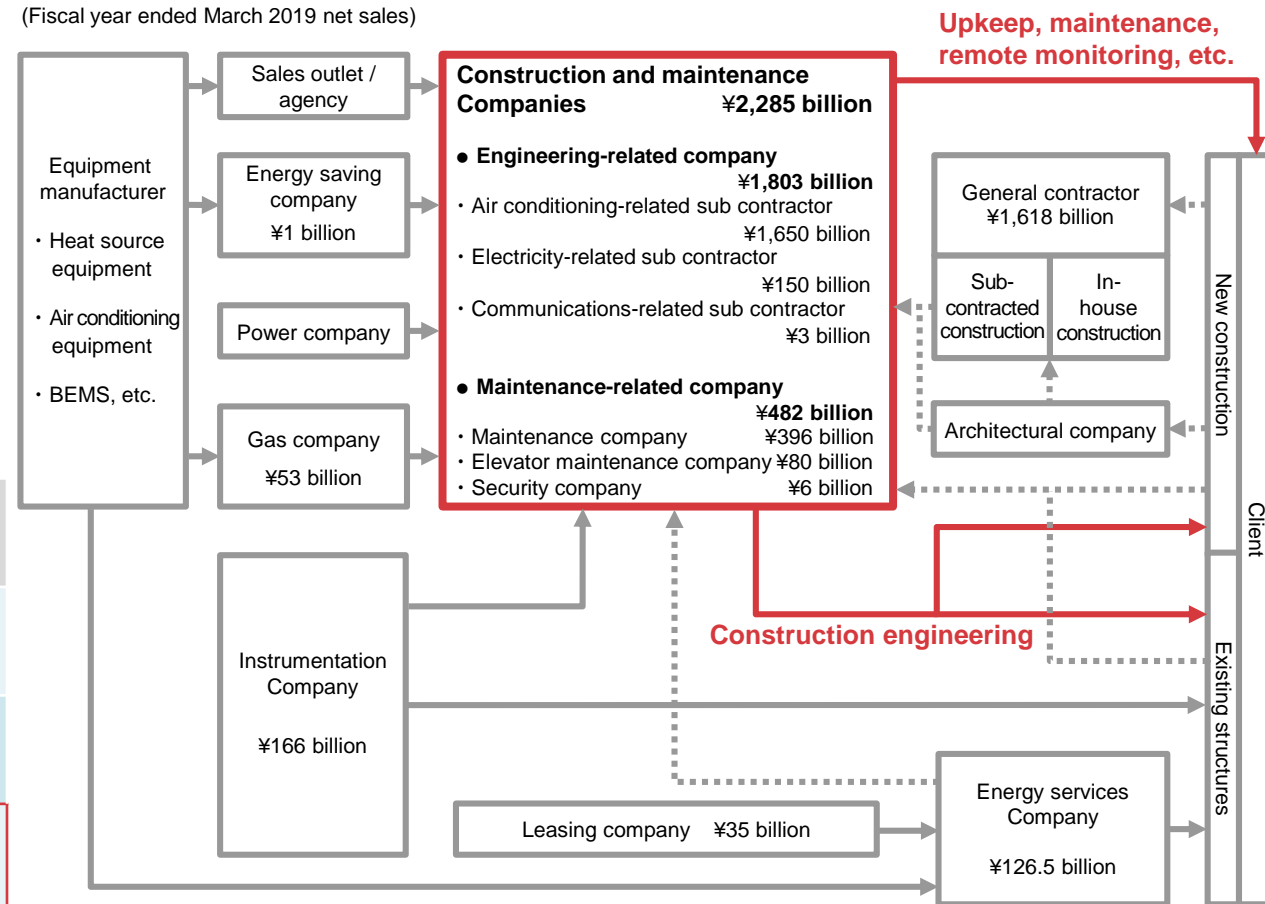 (Fiscal year ended March 2019 net sales)
Upkeep, maintenance,
remote monitoring, etc.
Equipment
manufacturer
・Heat source
equipment
・Air conditioning
equipment
・BEMS, etc.
Sales outlet /
agency
Energy saving
company
¥1 billion
Power company
Gas company
¥53 billion
Construction and maintenance
Companies ¥2,285 billion
● Engineering-related company
¥1,803 billion
・Air conditioning-related sub contractor
¥1,650 billion
・Electricity-related sub contractor
¥150 billion
・Communications-related sub contractor
¥3 billion
● Maintenance-related company
¥482 billion
・Maintenance company ¥396 billion
・Elevator maintenance company ¥80 billion
・Security company ¥6 billion
General contractor
¥1,618 billion
Sub-
contracted
construction
In-
house
construction
Architectural company
New construction
Client
Existing structures
Construction engineering
Instrumentation
Company
¥166 billion
Leasing company ¥35 billion
Energy services
Company
¥126.5 billion